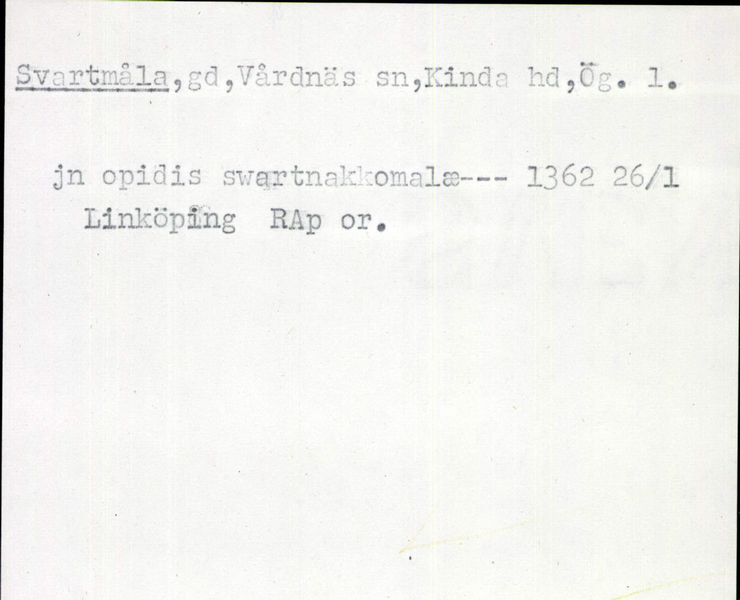 Svartmåla,gd,Vårdnäs sn,Kinda hd,Ög. l.
jn opidis swartnakkomalæ--- 1362 26/1
Linköping RAp or.